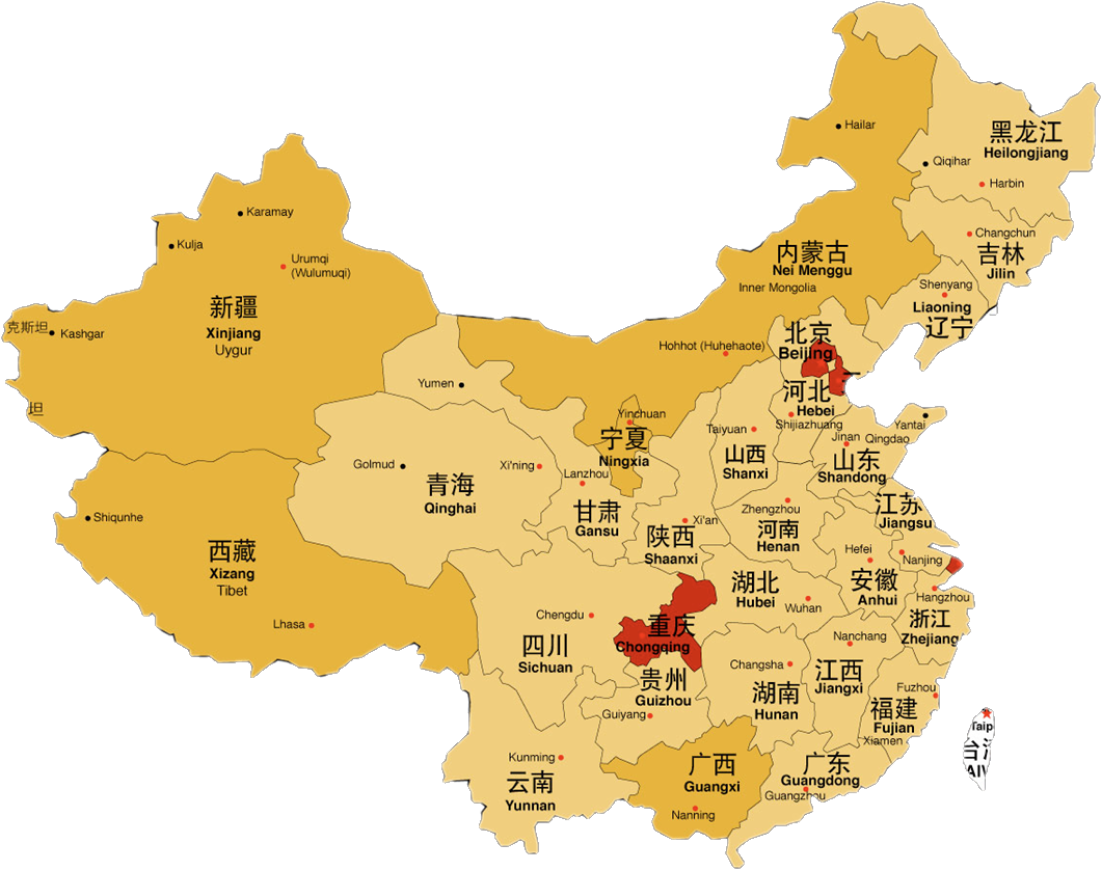 Hailar
黑龙江
Heilongjiang
Qiqihar
Harbin
Karamay
Kulja
Changchun
吉林
Jilin
Urumqi
(Wulumuqi)
内蒙古
Nei Menggu
Inner Mongolia
Shenyang
Liaoning
辽宁
新疆
Xinjiang
Uygur
克斯坦
Kashgar
坦
北京
Beijing
Hohhot (Huhehaote)
Yumen
河北
Hebei
Shijiazhuang
Yinchuan
宁夏
Ningxia
Taiyuan
山西
Shanxi
Yantai
Jinan
Qingdao
山东
Shandong
Golmud
青海
Qinghai
Xi'ning
Lanzhou
甘肃
Gansu
Shiqunhe
西藏
Xizang
Tibet
Lhasa
陕西
Shaanxi
Xi'an
Zhengzhou
河南
Henan
江苏
Jiangsu
Hefei
Nanjing
安徽
Anhui
湖北
Hubei
Wuhan
Hangzhou
浙江
Zhejiang
Chengdu
四川
Sichuan
重庆
Chongqing
Nanchang
江西
Jiangxi
Changsha
湖南
Hunan
贵州
Guizhou
Guiyang
Fuzhou
福建
Fujian
Xiamen
Taip
台
Kunming
云南
Yunnan
广西
Guangxi
Nanning
广东
Guangdong
Guangzhou